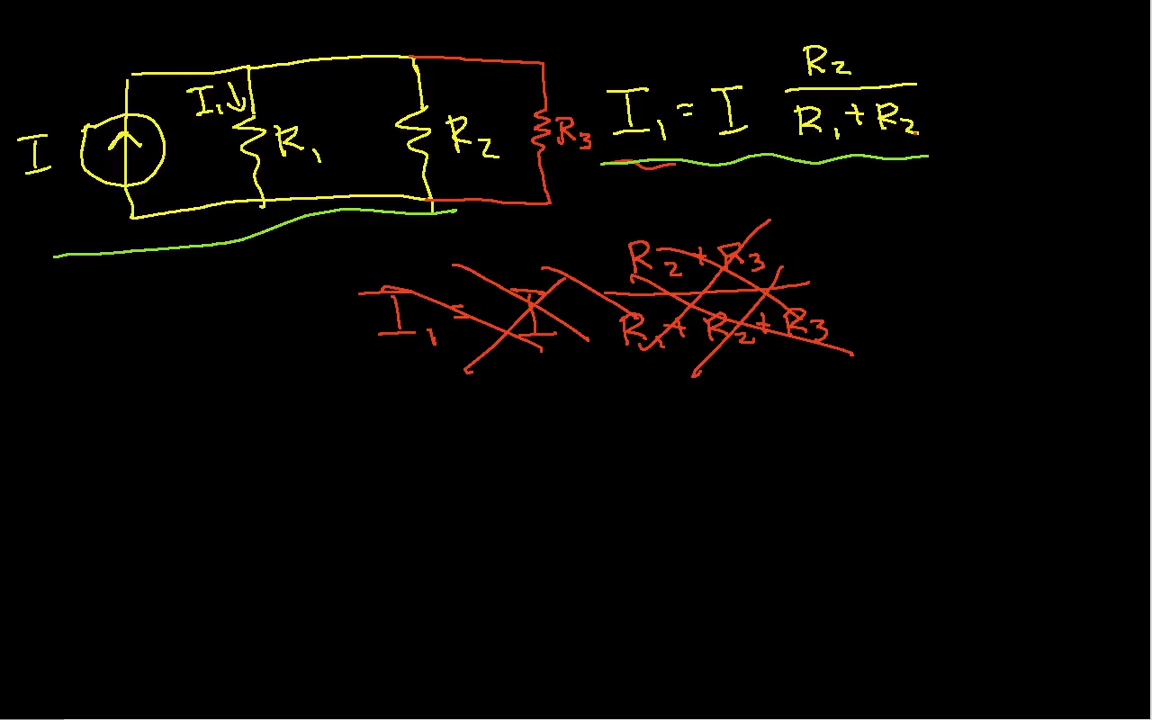 I I₁ R₁ R₂ R₃
I₁ = I R₂ / R₁ + R₂
I₁ = I R₂ + R₃ / R₁ + R₂ + R₃